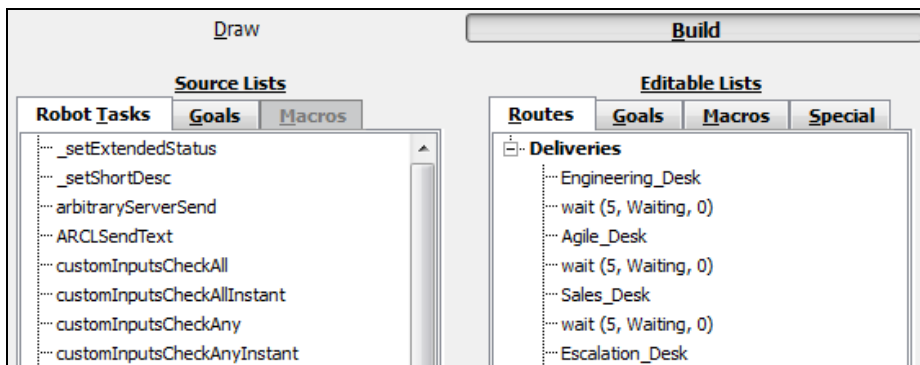 Draw
Build
Source Lists
Robot Tasks Goals Macros
_setExtendedStatus
_setShortDesc
arbitraryServerSend
ARCLSendText
customInputsCheckAll
customInputsCheckAllInstant
customInputsCheckAny
customInputsCheckAnyInstant
Editable Lists
Routes Goals Macros Special
Deliveries
Engineering_Desk
wait (5, Waiting, 0)
Agile_Desk
wait (5, Waiting, 0)
Sales_Desk
wait (5, Waiting, 0)
Escalation_Desk